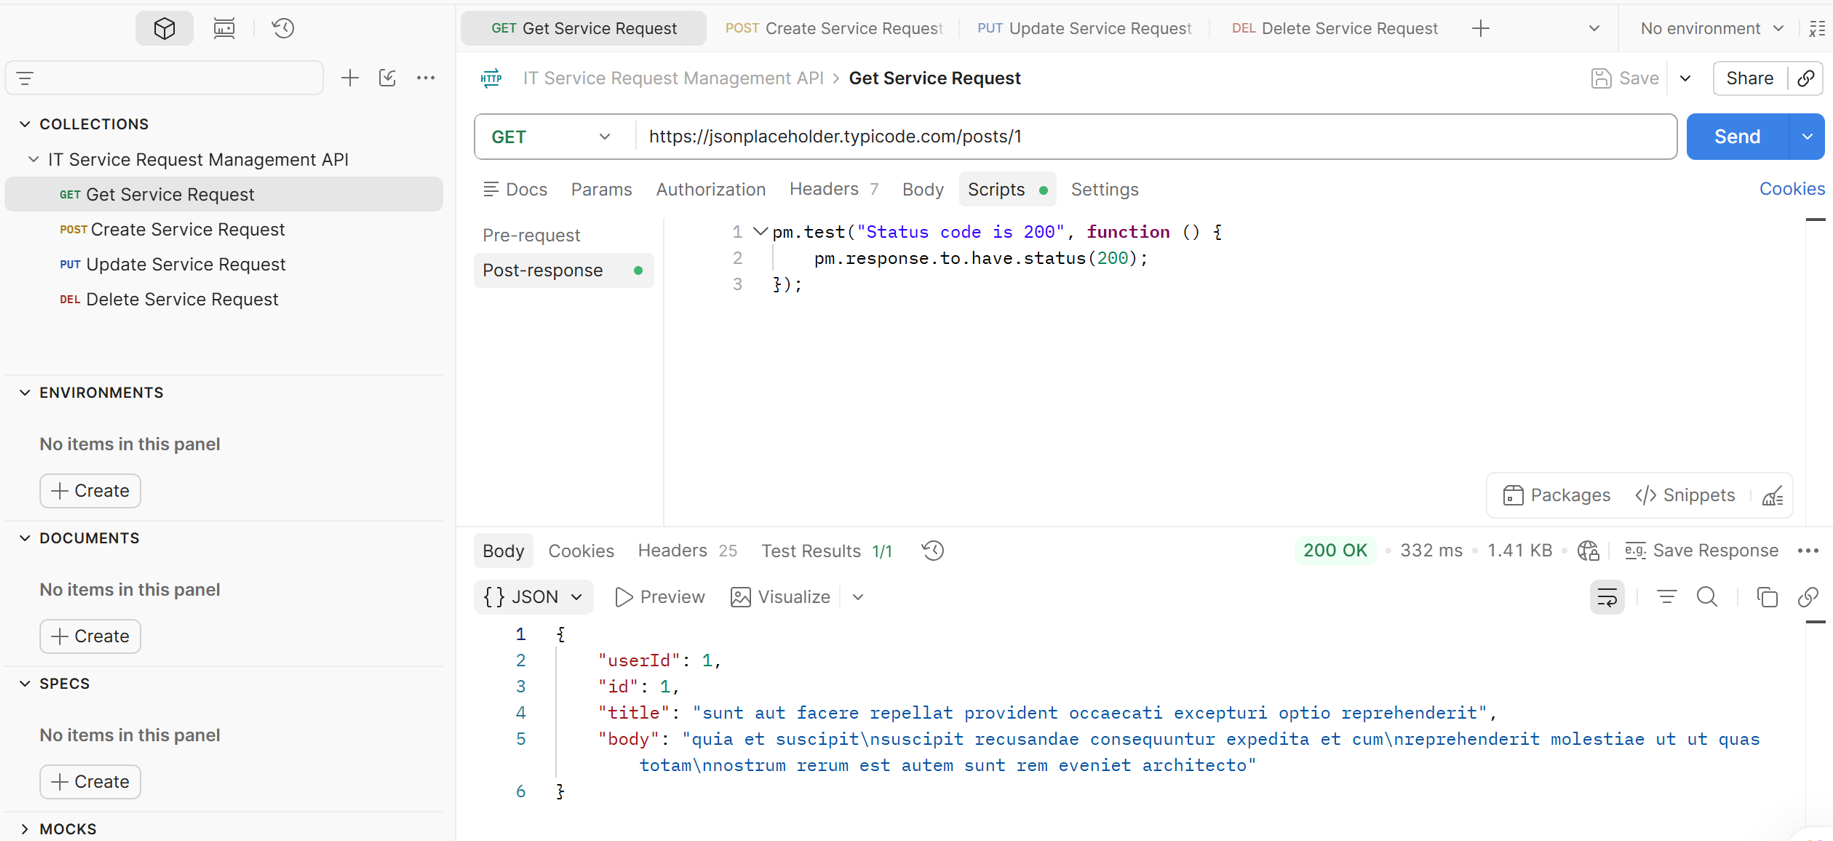 GET Get Service Request
POST Create Service Request
PUT Update Service Request
DEL Delete Service Request
No environment
IT Service Request Management API > Get Service Request
Save
Share
COLLECTIONS
IT Service Request Management API
GET Get Service Request
POST Create Service Request
PUT Update Service Request
DEL Delete Service Request
ENVIRONMENTS
No items in this panel
+ Create
DOCUMENTS
No items in this panel
+ Create
SPECS
No items in this panel
+ Create
MOCKS
HTTP
GET https://jsonplaceholder.typicode.com/posts/1 Send
Docs Params Authorization Headers 7 Body Scripts Settings Cookies
Pre-request
Post-response
1 pm.test("Status code is 200", function () {
2 pm.response.to.have.status(200);
3 });
Packages </> Snippets
Body Cookies Headers 25 Test Results 1/1 200 OK • 332 ms • 1.41 KB • e.g. Save Response
{} JSON Preview Visualize
1 {
2 "userId": 1,
3 "id": 1,
4 "title": "sunt aut facere repellat provident occaecati excepturi optio reprehenderit",
5 "body": "quia et suscipit\nsuscipit recusandae consequuntur expedita et cum\nreprehenderit molestiae ut ut quas
totam\nnostrum rerum est autem sunt rem eveniet architecto"
6 }